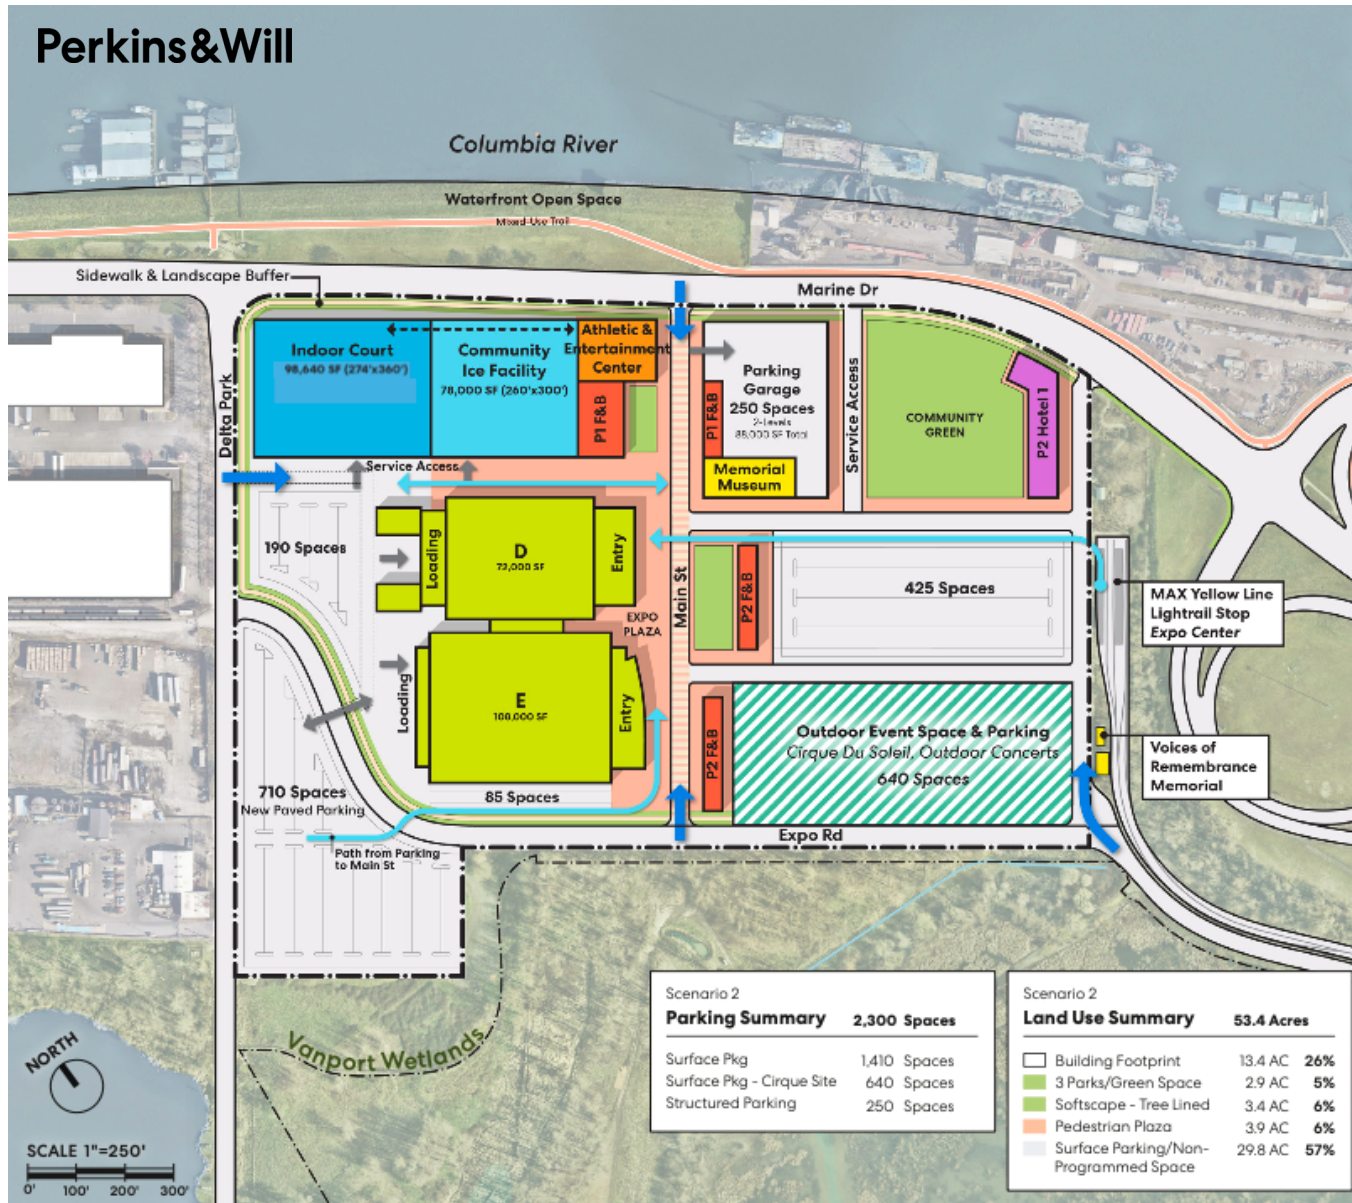 Perkins&Will
Columbia River
Waterfront Open Space
Mixed-Use Trail
Sidewalk & Landscape Buffer
Marine Dr
Delta Park
Indoor Court
98,640 SF (274'x360')
Community
Ice Facility
78,000 SF (260'x300')
Athletic &
Entertainment
Center
P1 F&B
P1 F&B
Parking
Garage
250 Spaces
2-Levels
88,000 SF Total
Memorial
Museum
Service Access
COMMUNITY
GREEN
P2 Hotel 1
Service Access
190 Spaces
Loading
D
72,000 SF
Entry
EXPO
PLAZA
Main St
P2 F&B
425 Spaces
MAX Yellow Line
Lightrail Stop
Expo Center
Loading
E
108,000 SF
Entry
P2 F&B
Outdoor Event Space & Parking
Cirque Du Soleil, Outdoor Concerts
640 Spaces
Voices of
Remembrance
Memorial
710 Spaces
New Paved Parking
85 Spaces
Expo Rd
Path from Parking
to Main St
Vanport Wetlands
NORTH
SCALE 1"=250'
0' 100' 200' 300'
Scenario 2
Parking Summary 2,300 Spaces
Surface Pkg 1,410 Spaces
Surface Pkg - Cirque Site 640 Spaces
Structured Parking 250 Spaces
Scenario 2
Land Use Summary 53.4 Acres
Building Footprint 13.4 AC 26%
3 Parks/Green Space 2.9 AC 5%
Softscape - Tree Lined 3.4 AC 6%
Pedestrian Plaza 3.9 AC 6%
Surface Parking/Non- 29.8 AC 57%
Programmed Space